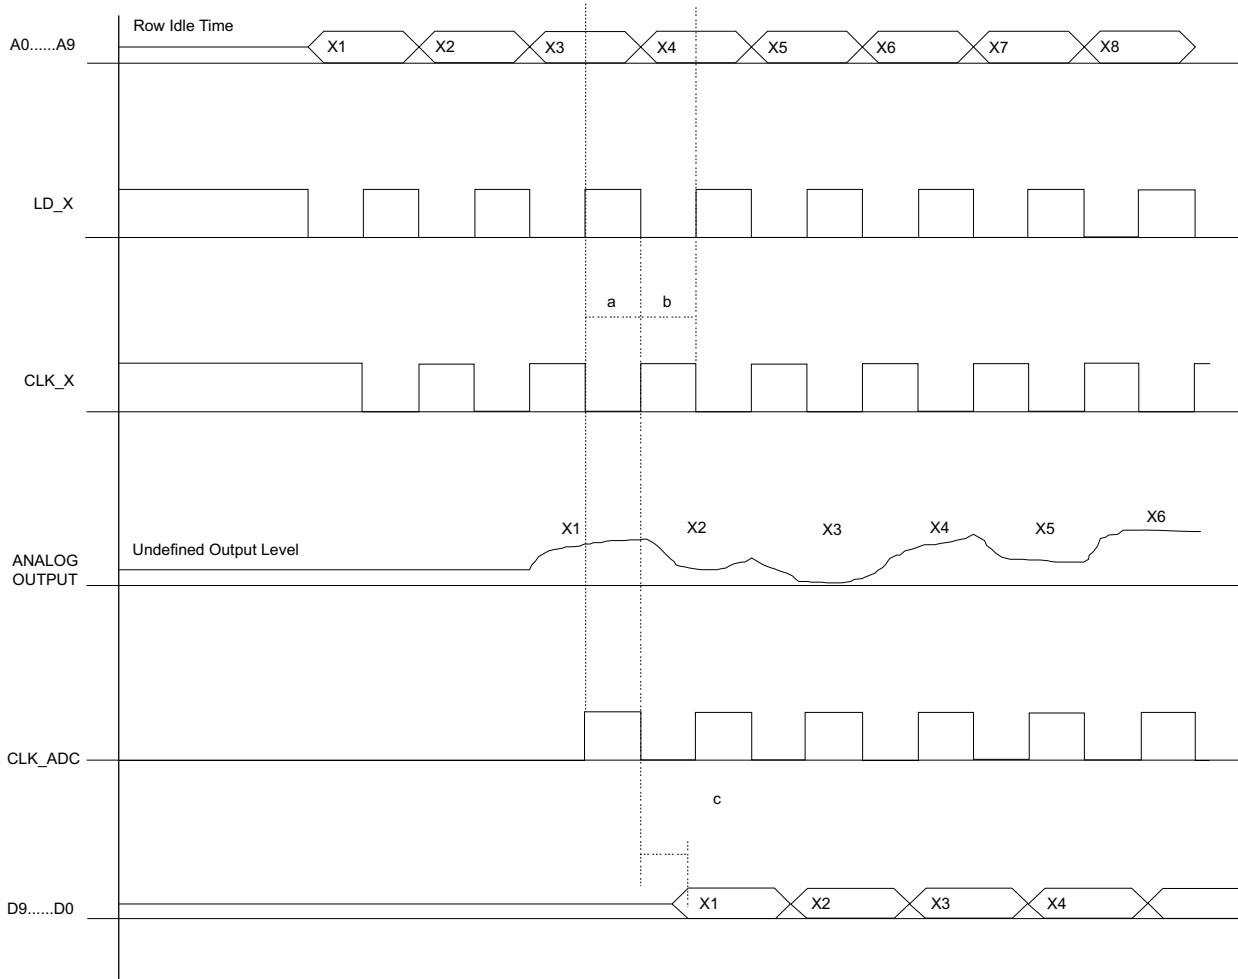 Row Idle Time
A0......A9
X1 X2 X3 X4 X5 X6 X7 X8
LD_X
a b
CLK_X
X1 X2 X3 X4 X5 X6
Undefined Output Level
ANALOG
OUTPUT
CLK_ADC
c
D9......D0
X1 X2 X3 X4